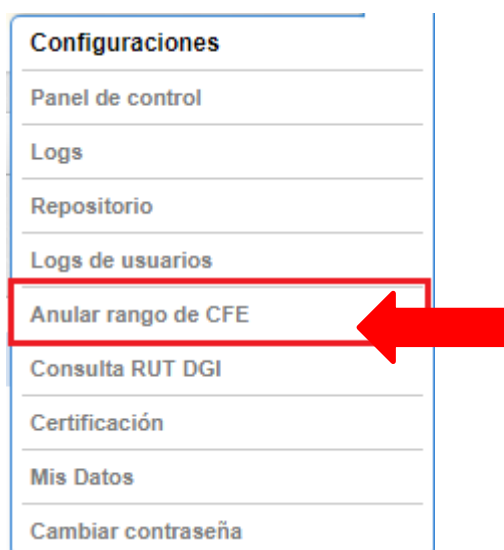 Configuraciones
Panel de control
Logs
Repositorio
Logs de usuarios
Anular rango de CFE
Consulta RUT DGI
Certificación
Mis Datos
Cambiar contraseña